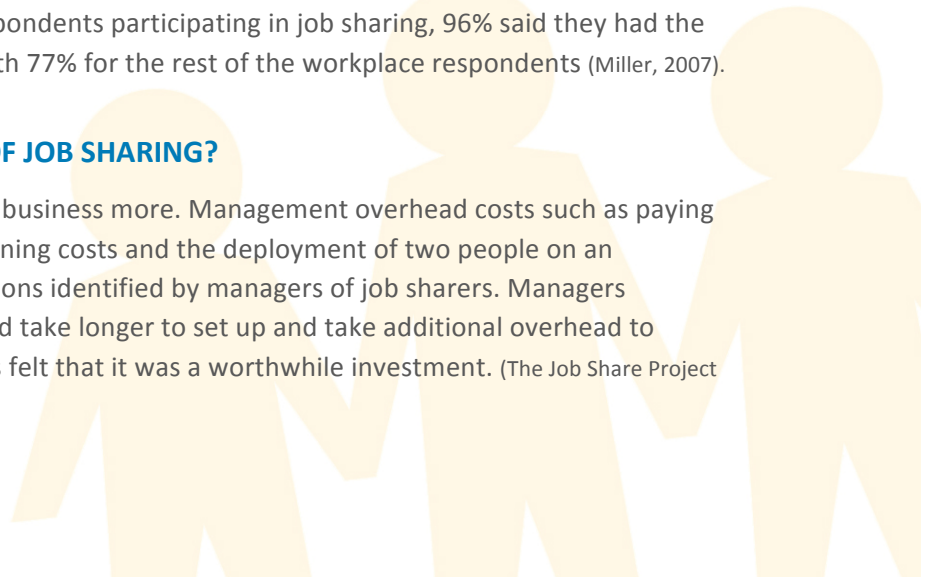 pondents participating in job sharing, 96% said they had the
th 77% for the rest of the workplace respondents (Miller, 2007).
OF JOB SHARING?
business more. Management overhead costs such as paying
ning costs and the deployment of two people on an
ions identified by managers of job sharers. Managers
d take longer to set up and take additional overhead to
s felt that it was a worthwhile investment. (The Job Share Project